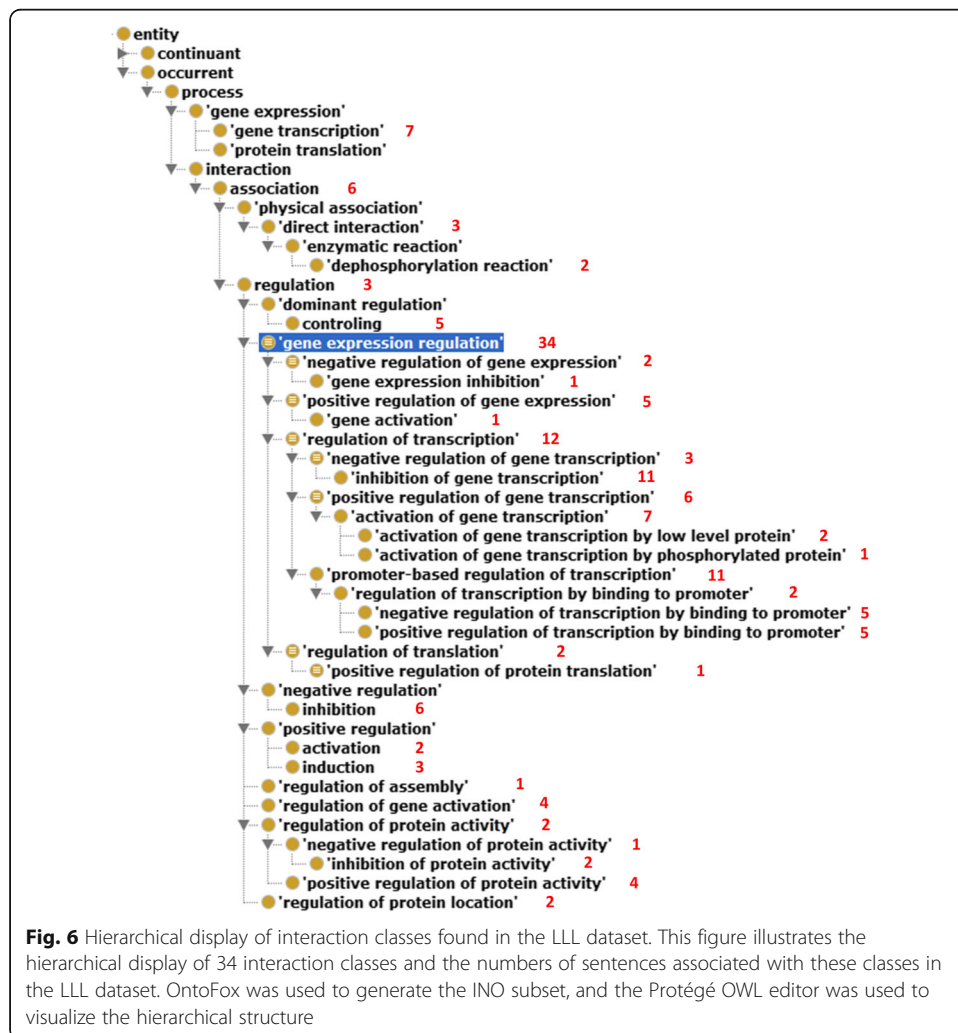 entity
continuant
occurrent
process
'gene expression'
'gene transcription' 7
'protein translation'
interaction
association 6
'physical association'
'direct interaction' 3
'enzymatic reaction'
'dephosphorylation reaction' 2
regulation 3
'dominant regulation'
controling 5
'gene expression regulation' 34
'negative regulation of gene expression' 2
'gene expression inhibition' 1
'positive regulation of gene expression' 5
'gene activation' 1
'regulation of transcription' 12
'negative regulation of gene transcription' 3
'inhibition of gene transcription' 11
'positive regulation of gene transcription' 6
'activation of gene transcription' 7
'activation of gene transcription by low level protein' 2
'activation of gene transcription by phosphorylated protein' 1
'promoter-based regulation of transcription' 11
'regulation of transcription by binding to promoter' 2
'negative regulation of transcription by binding to promoter' 5
'positive regulation of transcription by binding to promoter' 5
'regulation of translation' 2
'positive regulation of protein translation' 1
'negative regulation'
inhibition 6
'positive regulation'
activation 2
induction 3
'regulation of assembly' 1
'regulation of gene activation' 4
'regulation of protein activity' 2
'negative regulation of protein activity' 1
'inhibition of protein activity' 2
'positive regulation of protein activity' 4
'regulation of protein location' 2
Fig. 6 Hierarchical display of interaction classes found in the LLL dataset. This figure illustrates the
hierarchical display of 34 interaction classes and the numbers of sentences associated with these classes in
the LLL dataset. OntoFox was used to generate the INO subset, and the Protégé OWL editor was used to
visualize the hierarchical structure